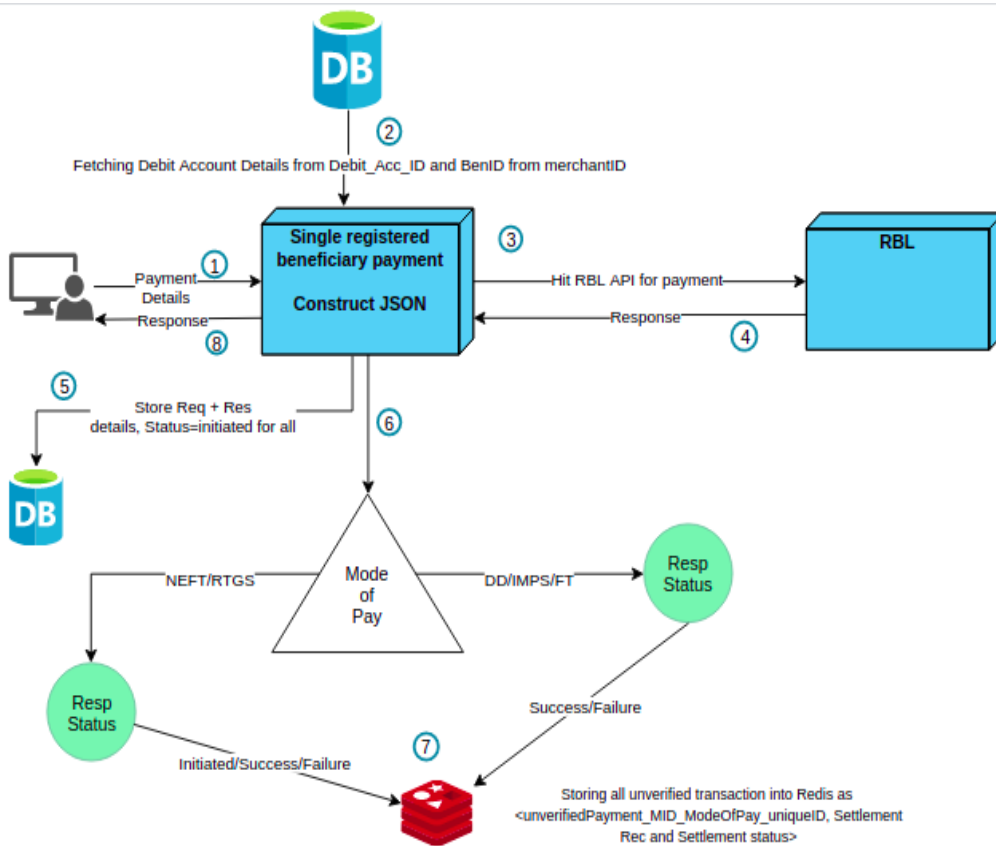 DB
2
Fetching Debit Account Details from Debit_Acc_ID and BenID from merchantID
Single registered
beneficiary payment
Construct JSON
3
RBL
1
Payment
Details
Hit RBL API for payment
Response
8
Response
4
5
Store Req + Res
details, Status=initiated for all
6
DB
Mode
of
Pay
NEFT/RTGS
DD/IMPS/FT
Resp
Status
Resp
Status
Success/Failure
7
Initiated/Success/Failure
Storing all unverified transaction into Redis as
<unverifiedPayment_MID_ModeOfPay_uniqueID, Settlement
Rec and Settlement status>